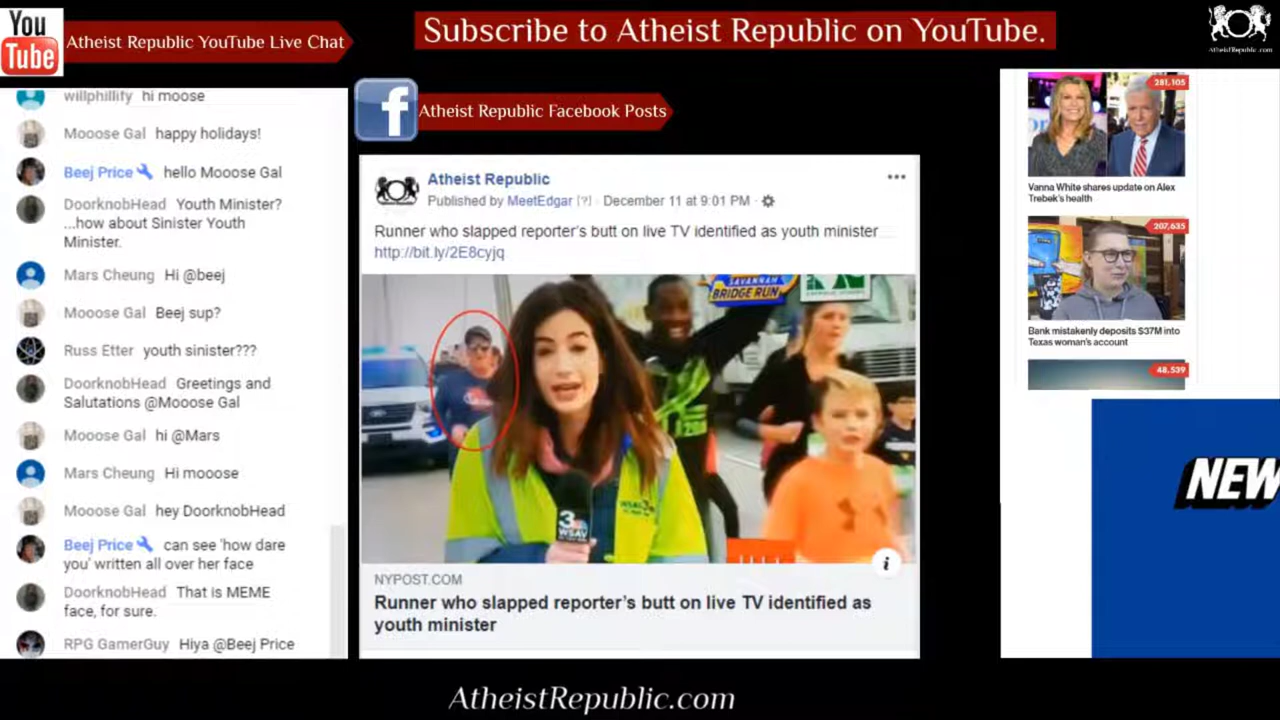 You
Tube
Atheist Republic YouTube Live Chat
Subscribe to Atheist Republic on YouTube.
AtheistRepublic.com
willphillify hi moose
Mooose Gal happy holidays!
Beej Price hello Mooose Gal
DoorknobHead Youth Minister?
...how about Sinister Youth
Minister.
Mars Cheung Hi @beej
Mooose Gal Beej sup?
Russ Etter youth sinister???
DoorknobHead Greetings and
Salutations @Mooose Gal
Mooose Gal hi @Mars
Mars Cheung Hi mooose
Mooose Gal hey DoorknobHead
Beej Price can see 'how dare
you' written all over her face
DoorknobHead That is MEME
face, for sure.
RPG GamerGuy Hiya @Beej Price
f
Atheist Republic Facebook Posts
Atheist Republic
Published by MeetEdgar [?] · December 11 at 9:01 PM ·
Runner who slapped reporter's butt on live TV identified as youth minister
http://bit.ly/2E8cyjq
SAVANNAH
BRIDGE RUN
3
WSAV
NYPOST.COM
Runner who slapped reporter's butt on live TV identified as
youth minister
281,105
Vanna White shares update on Alex
Trebek's health
207,635
Bank mistakenly deposits $37M into
Texas woman's account
48,539
NEW
AtheistRepublic.com